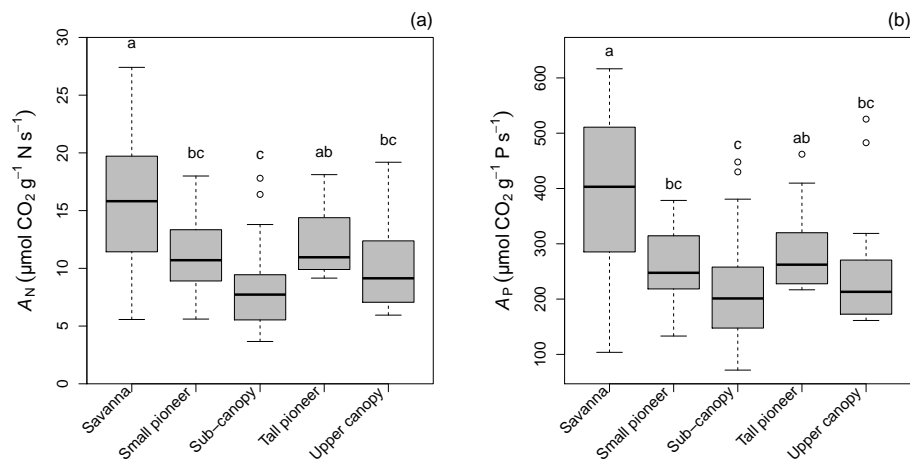 (a)
A_N (µmol CO₂ g⁻¹ N s⁻¹)
30
25
20
15
10
5
0
a
bc
c
ab
bc
Savanna
Small pioneer
Sub−canopy
Tall pioneer
Upper canopy
(b)
A_P (µmol CO₂ g⁻¹ P s⁻¹)
600
500
400
300
200
100
a
bc
c
ab
bc
Savanna
Small pioneer
Sub−canopy
Tall pioneer
Upper canopy